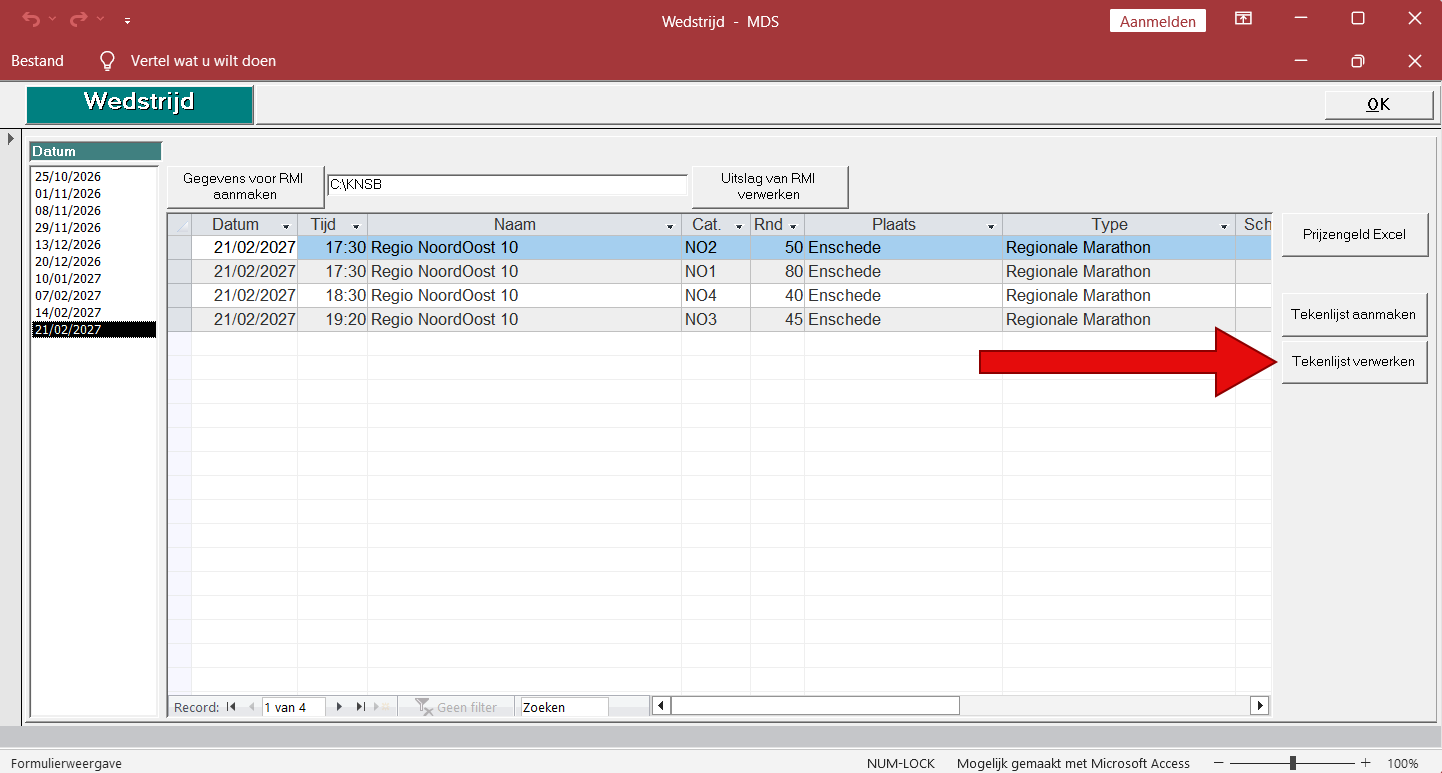 Wedstrijd - MDS
Aanmelden
Bestand
Vertel wat u wilt doen
Wedstrijd
OK
Datum
25/10/2026
01/11/2026
08/11/2026
29/11/2026
13/12/2026
20/12/2026
10/01/2027
07/02/2027
14/02/2027
21/02/2027
Gegevens voor RMI
aanmaken
C:\KNSB
Uitslag van RMI
verwerken
Datum Tijd Naam Cat. Rnd Plaats Type Sch
21/02/2027 17:30 Regio NoordOost 10 NO2 50 Enschede Regionale Marathon
21/02/2027 17:30 Regio NoordOost 10 NO1 80 Enschede Regionale Marathon
21/02/2027 18:30 Regio NoordOost 10 NO4 40 Enschede Regionale Marathon
21/02/2027 19:20 Regio NoordOost 10 NO3 45 Enschede Regionale Marathon
Prijzengeld Excel
Tekenlijst aanmaken
Tekenlijst verwerken
Record: 1 van 4 Geen filter Zoeken
Formulierweergave
NUM-LOCK
Mogelijk gemaakt met Microsoft Access
100%